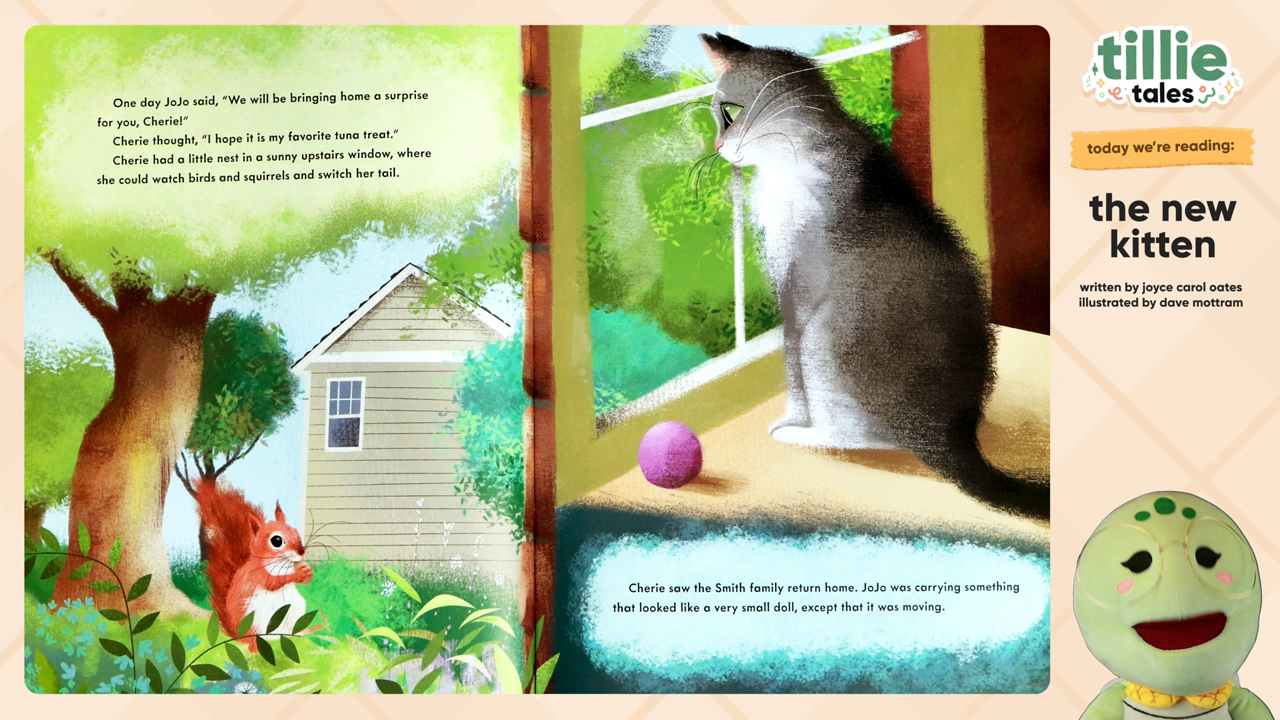 One day JoJo said, “We will be bringing home a surprise
for you, Cherie!”
Cherie thought, “I hope it is my favorite tuna treat.”
Cherie had a little nest in a sunny upstairs window, where
she could watch birds and squirrels and switch her tail.
Cherie saw the Smith family return home. JoJo was carrying something
that looked like a very small doll, except that it was moving.
tillie
tales
today we’re reading:
the new
kitten
written by joyce carol oates
illustrated by dave mottram